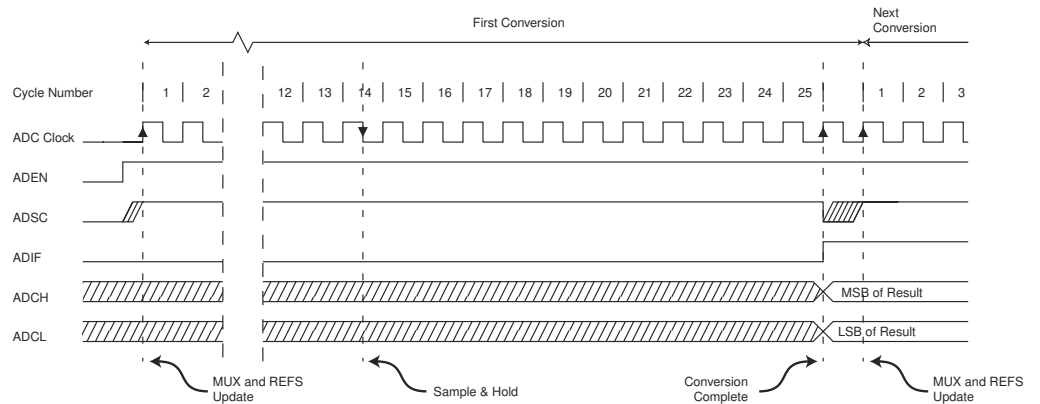 First Conversion
Next
Conversion
Cycle Number 1 2 12 13 14 15 16 17 18 19 20 21 22 23 24 25 1 2 3
ADC Clock
ADEN
ADSC
ADIF
ADCH MSB of Result
ADCL LSB of Result
MUX and REFS
Update
Sample & Hold
Conversion
Complete
MUX and REFS
Update